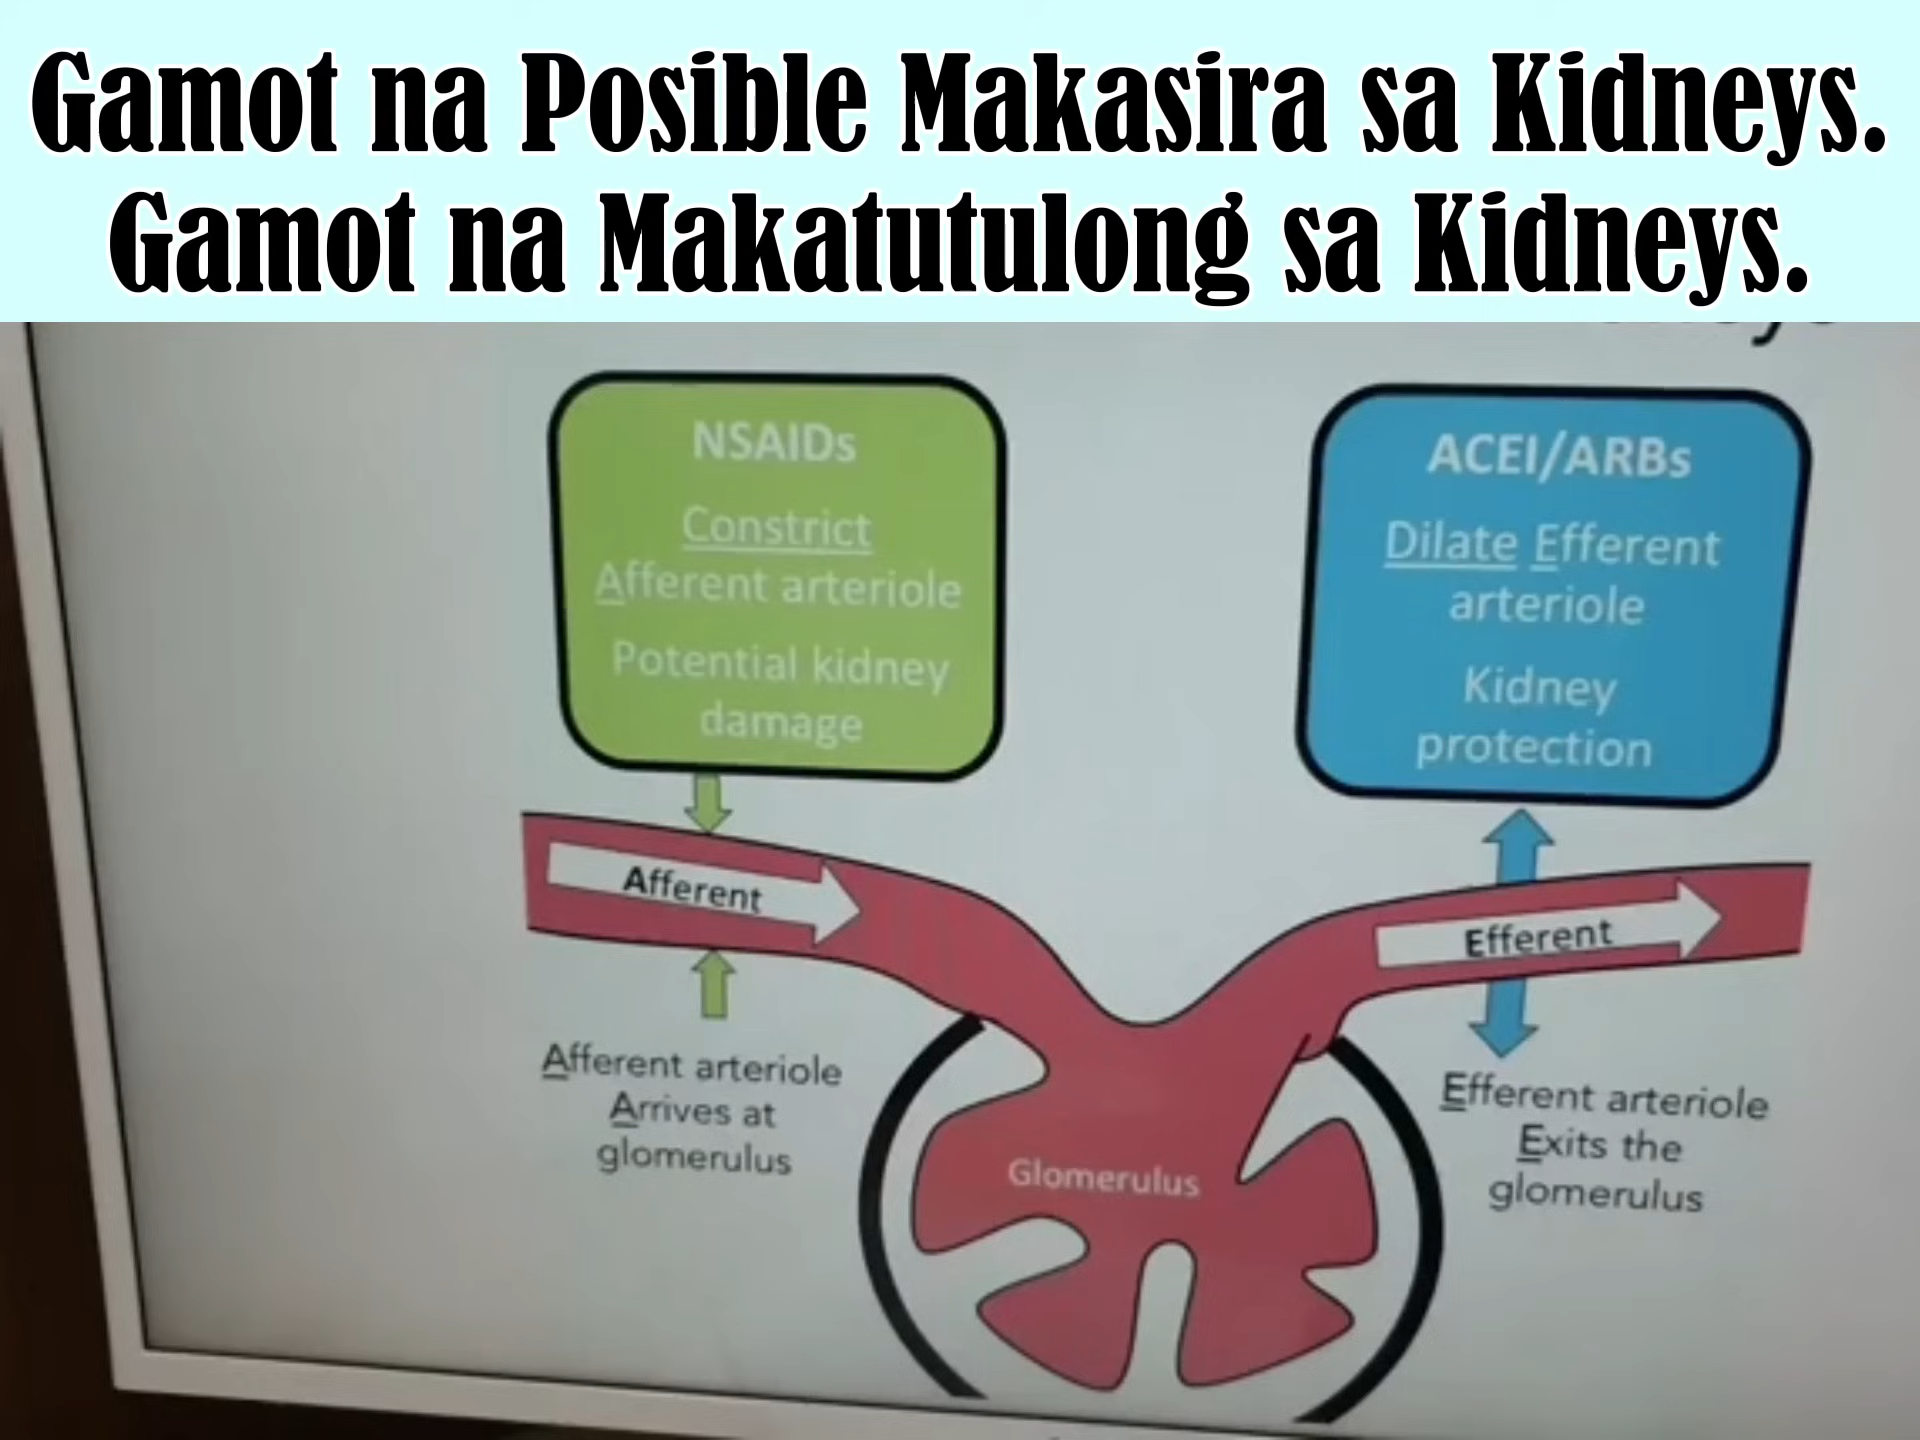 Gamot na Posible Makasira sa Kidneys.
Gamot na Makatutulong sa Kidneys.
NSAIDs
Constrict
Afferent arteriole
Potential kidney
damage
ACEI/ARBs
Dilate Efferent
arteriole
Kidney
protection
Afferent
Efferent
Afferent arteriole
Arrives at
glomerulus
Efferent arteriole
Exits the
glomerulus
Glomerulus